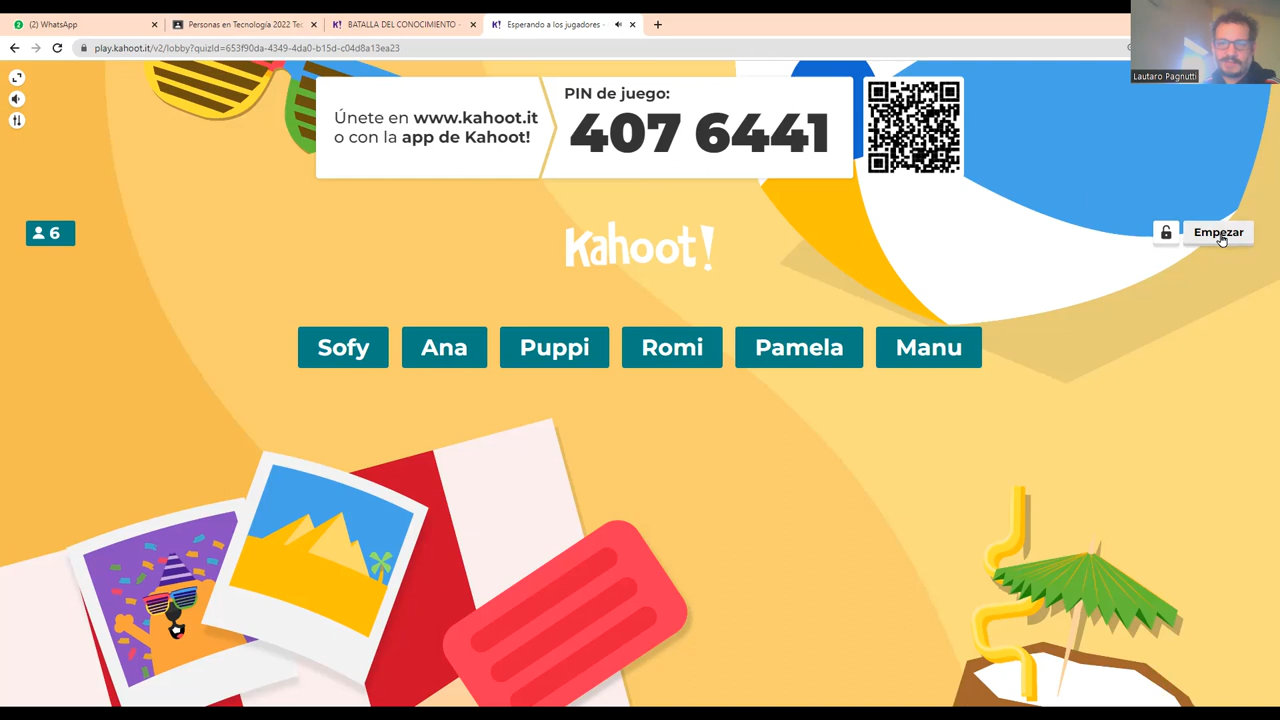 (2) WhatsApp
Personas en Tecnología 2022 Tec
BATALLA DEL CONOCIMIENTO -
Esperando a los jugadores -
play.kahoot.it/v2/lobby?quizId=653f90da-4349-4da0-b15d-c04d8a13ea23
Lautaro Pagnutti
Únete en www.kahoot.it
o con la app de Kahoot!
PIN de juego:
407 6441
6
Kahoot!
Empezar
Sofy
Ana
Puppi
Romi
Pamela
Manu